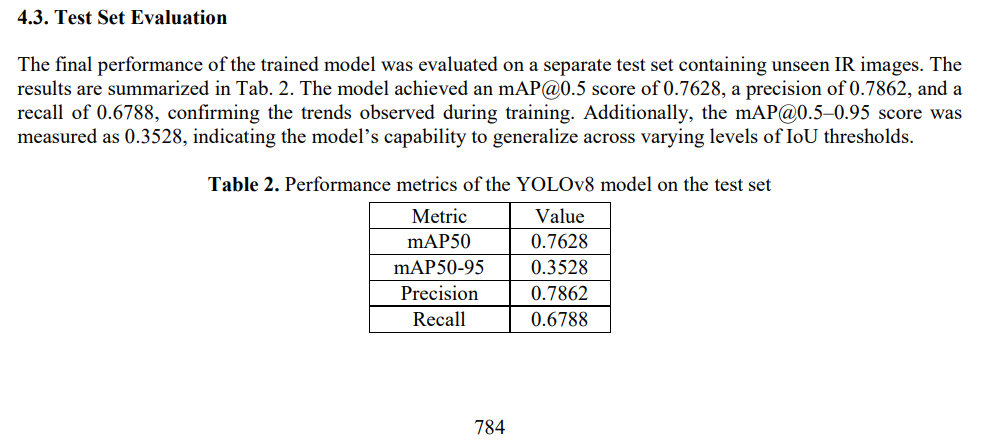 4.3. Test Set Evaluation
The final performance of the trained model was evaluated on a separate test set containing unseen IR images. The
results are summarized in Tab. 2. The model achieved an mAP@0.5 score of 0.7628, a precision of 0.7862, and a
recall of 0.6788, confirming the trends observed during training. Additionally, the mAP@0.5–0.95 score was
measured as 0.3528, indicating the model’s capability to generalize across varying levels of IoU thresholds.
Table 2. Performance metrics of the YOLOv8 model on the test set
Metric Value
mAP50 0.7628
mAP50-95 0.3528
Precision 0.7862
Recall 0.6788
784